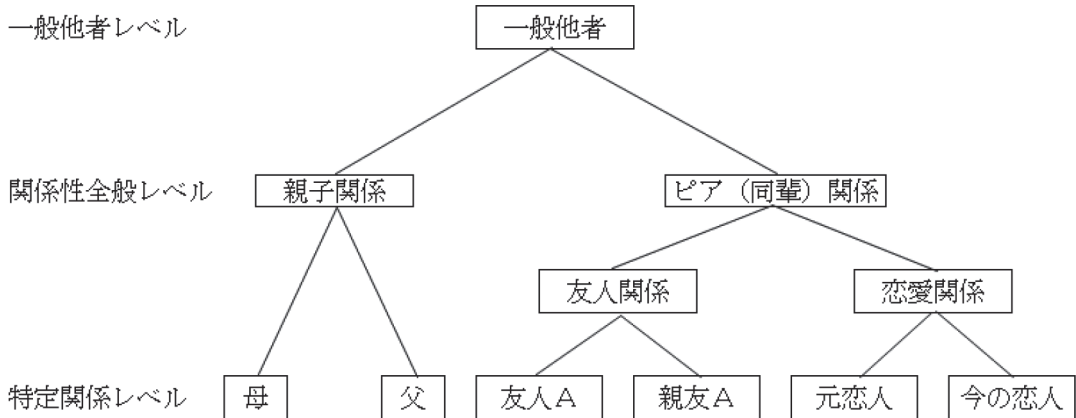 一般他者レベル
一般他者
関係性全般レベル
親子関係
ピア（同輩）関係
友人関係
恋愛関係
特定関係レベル
母
父
友人Ａ
親友Ａ
元恋人
今の恋人